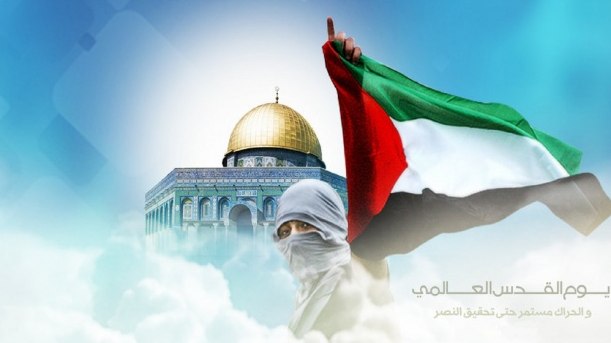 يوم القدس العالمي
و الحراك مستمر حتى تحقيق النصر